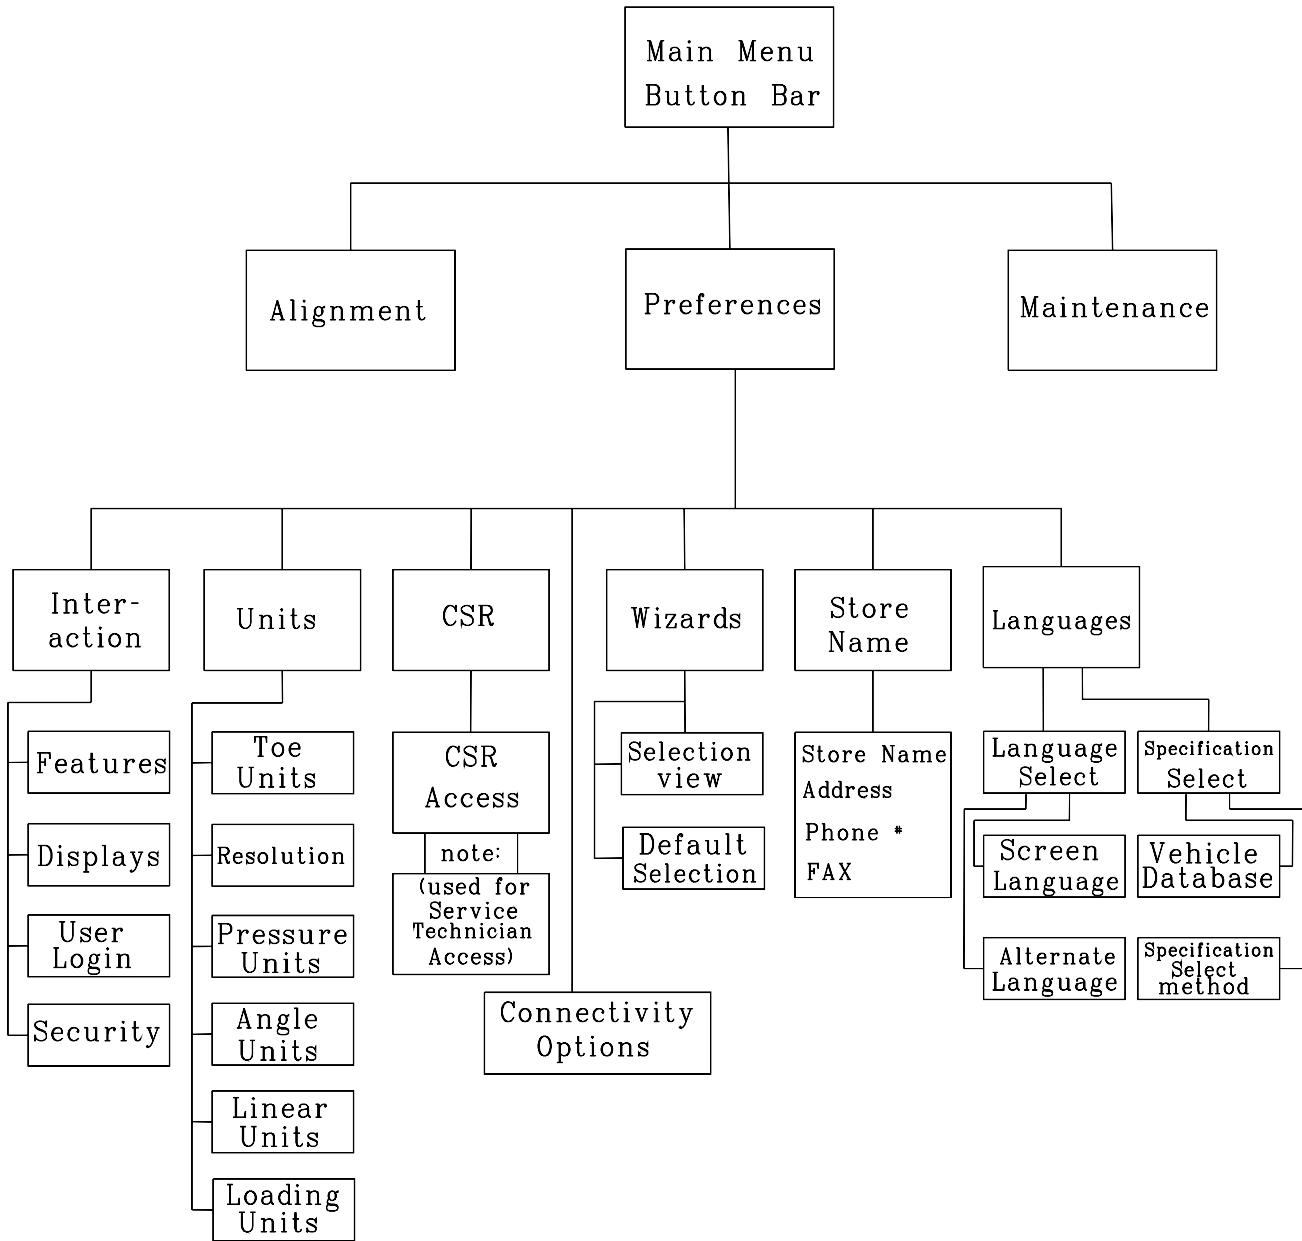 Main Menu
Button Bar
Alignment
Preferences
Maintenance
Inter-
action
Units
CSR
Wizards
Store
Name
Languages
Features
Displays
User
Login
Security
Toe
Units
Resolution
Pressure
Units
Angle
Units
Linear
Units
Loading
Units
CSR
Access
note:
(used for
Service
Technician
Access)
Connectivity
Options
Selection
view
Default
Selection
Store Name
Address
Phone #
FAX
Language
Select
Specification
Select
Screen
Language
Vehicle
Database
Alternate
Language
Specification
Select
method